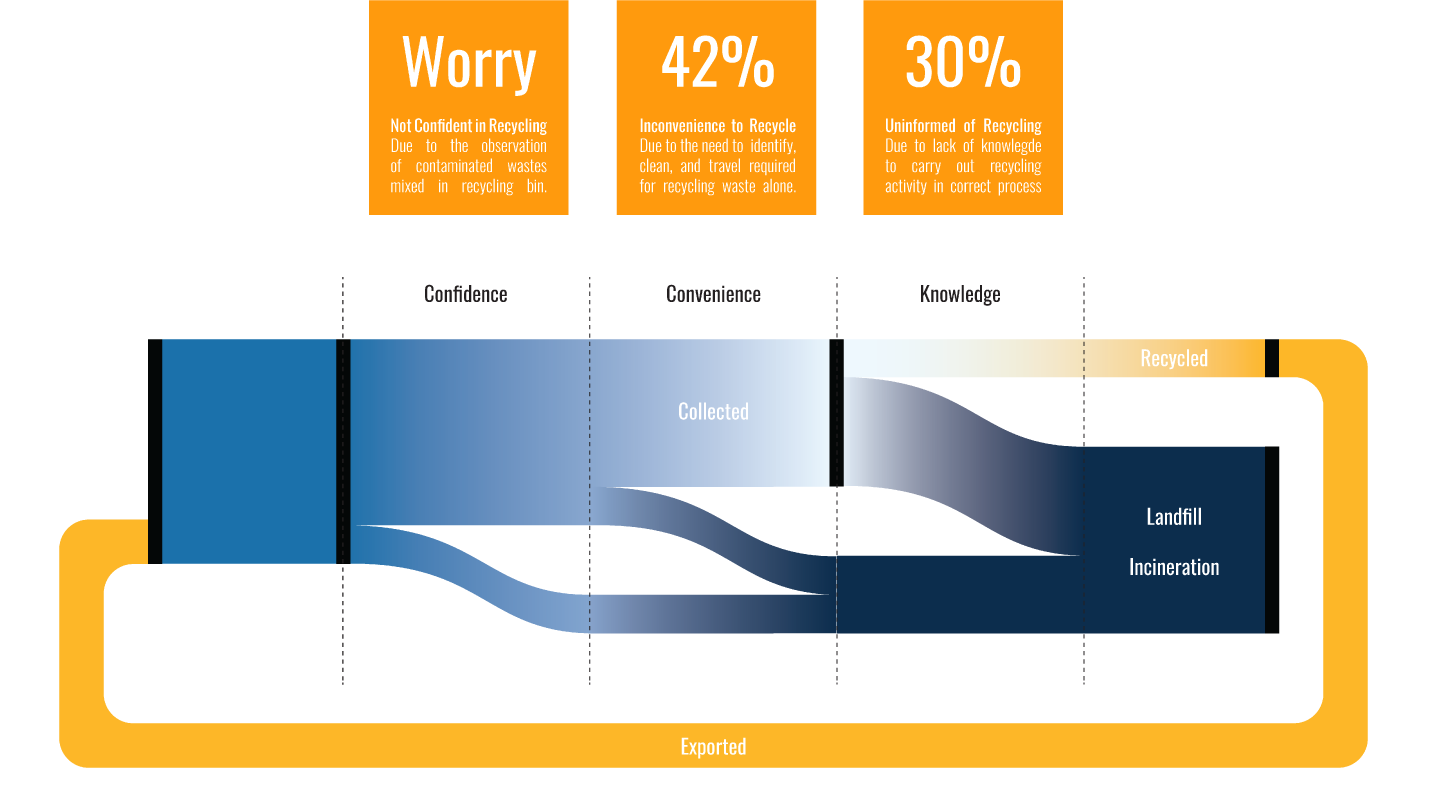 Worry
Not Confident in Recycling
Due to the observation
of contaminated wastes
mixed in recycling bin.
42%
Inconvenience to Recycle
Due to the need to identify,
clean, and travel required
for recycling waste alone.
30%
Uninformed of Recycling
Due to lack of knowlegde
to carry out recycling
activity in correct process
Confidence
Convenience
Knowledge
Recycled
Collected
Landfill
Incineration
Exported